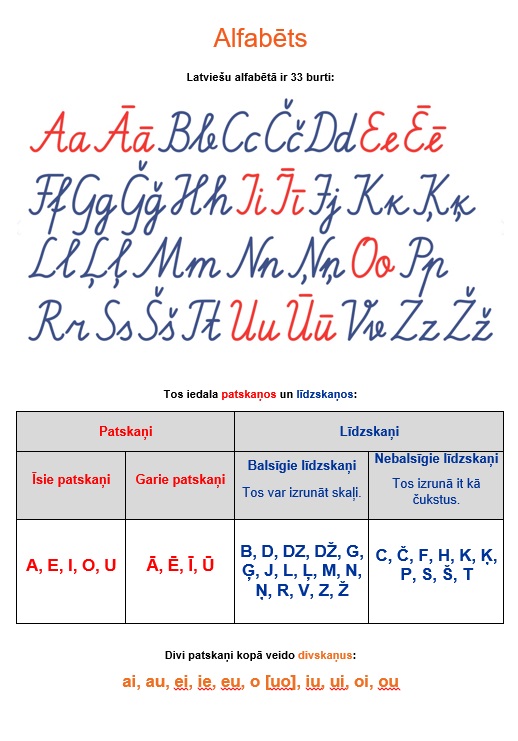 Alfabēts
Latviešu alfabētā ir 33 burti:
Aa Āā Bb Cc Čč Dd Ee Ēē
Ff Gg Ģģ Hh Ii Īī Jj Kk Ķķ
Ll Ļļ Mm Nn Ņņ Oo Pp
Rr Ss Šš Tt Uu Ūū Vv Zz Žž
Tos iedala patskaņos un līdzskaņos:
Patskaņi
Līdzskaņi
Īsie patskaņi
Garie patskaņi
Balsīgie līdzskaņi
Tos var izrunāt skaļi.
Nebalsīgie līdzskaņi
Tos izrunā it kā
čukstus.
A, E, I, O, U
Ā, Ē, Ī, Ū
B, D, DZ, DŽ, G,
Ģ, J, L, Ļ, M, N,
Ņ, R, V, Z, Ž
C, Č, F, H, K, Ķ,
P, S, Š, T
Divi patskaņi kopā veido divskaņus:
ai, au, ei, ie, eu, o [uo], iu, ui, oi, ou